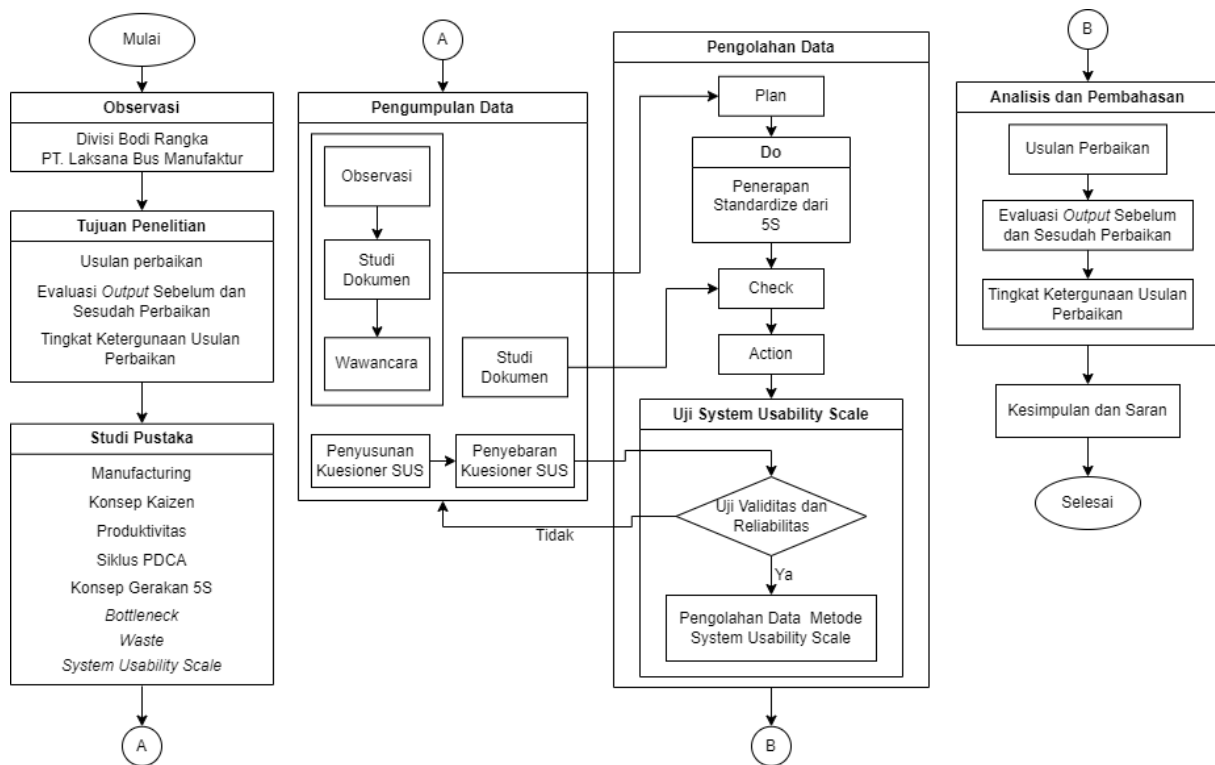 Mulai
Observasi
Divisi Bodi Rangka
PT. Laksana Bus Manufaktur
Tujuan Penelitian
Usulan perbaikan
Evaluasi Output Sebelum dan
Sesudah Perbaikan
Tingkat Ketergunaan Usulan
Perbaikan
Studi Pustaka
Manufacturing
Konsep Kaizen
Produktivitas
Siklus PDCA
Konsep Gerakan 5S
Bottleneck
Waste
System Usability Scale
A
A
Pengumpulan Data
Observasi
Studi
Dokumen
Wawancara
Studi
Dokumen
Penyusunan
Kuesioner SUS
Penyebaran
Kuesioner SUS
Tidak
Pengolahan Data
Plan
Do
Penerapan
Standardize dari
5S
Check
Action
Uji System Usability Scale
Uji Validitas dan
Reliabilitas
Ya
Pengolahan Data Metode
System Usability Scale
B
B
Analisis dan Pembahasan
Usulan Perbaikan
Evaluasi Output Sebelum
dan Sesudah Perbaikan
Tingkat Ketergunaan Usulan
Perbaikan
Kesimpulan dan Saran
Selesai